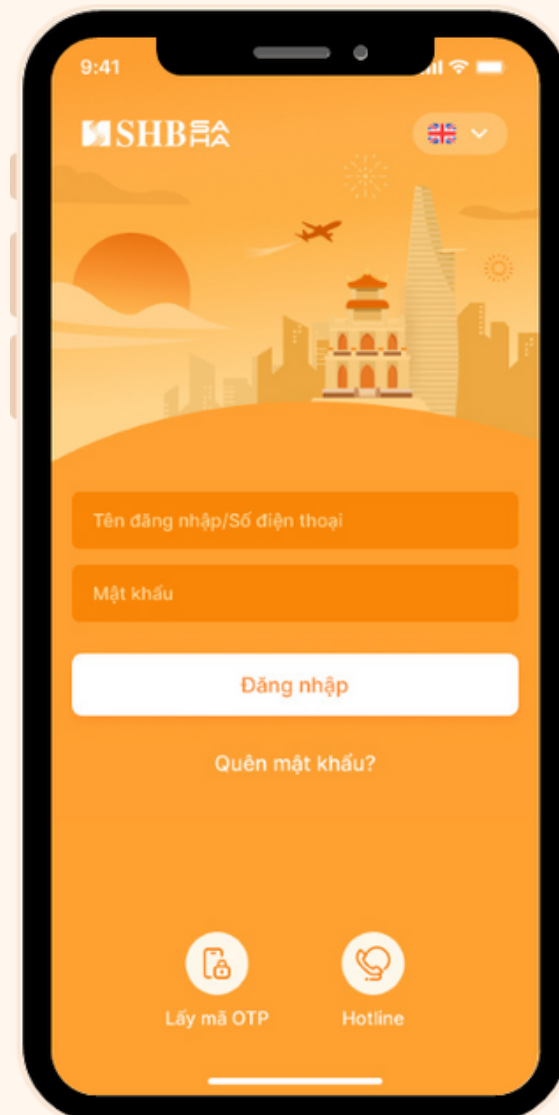 9:41
SHB SAHA
Tên đăng nhập/Số điện thoại
Mật khẩu
Đăng nhập
Quên mật khẩu?
Lấy mã OTP
Hotline